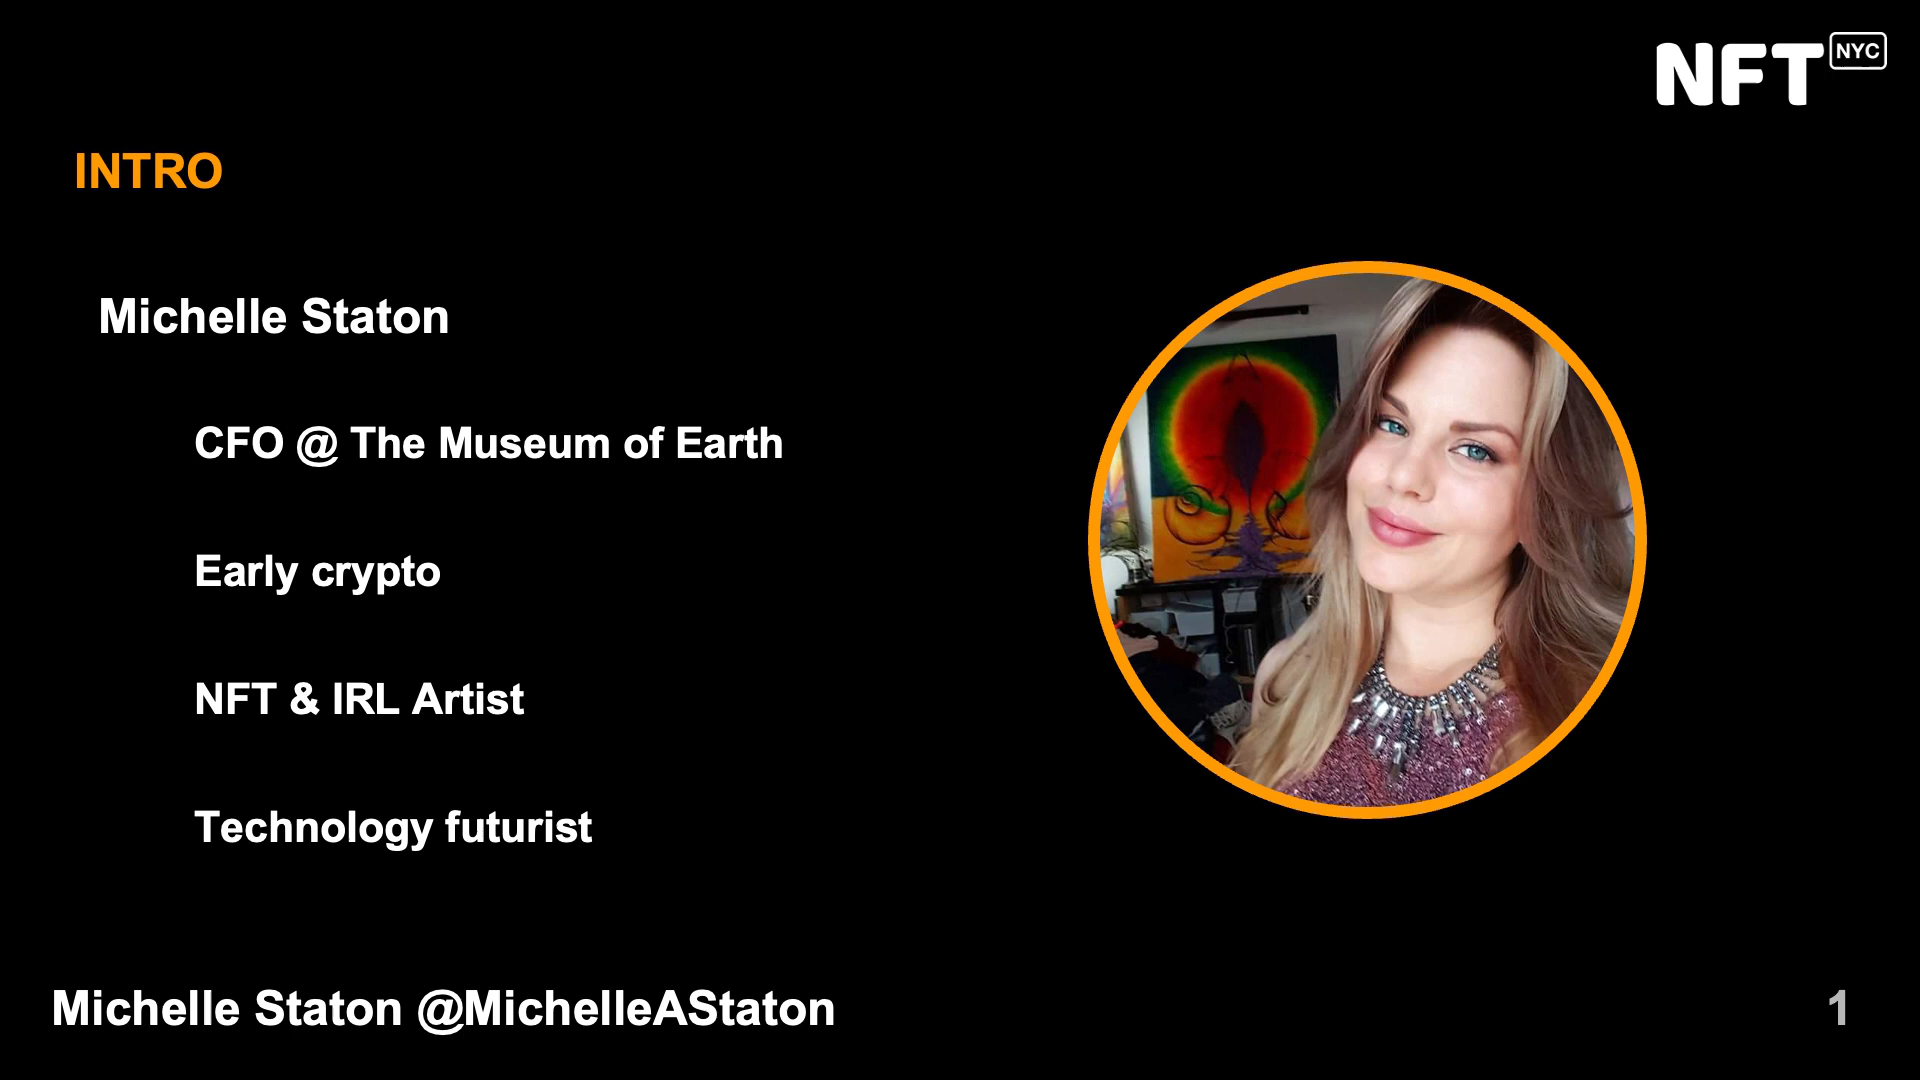 NFT NYC
INTRO
Michelle Staton
CFO @ The Museum of Earth
Early crypto
NFT & IRL Artist
Technology futurist
Michelle Staton @MichelleAStaton
1